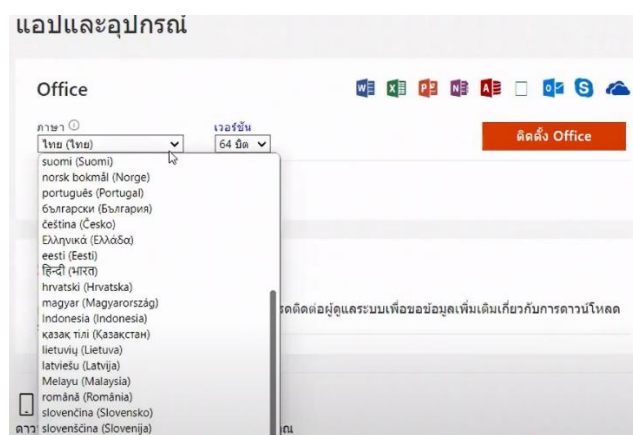 แอปและอุปกรณ์
Office
ภาษา
เวอร์ชัน
ไทย (ไทย)
64 บิต
ติดตั้ง Office
suomi (Suomi)
norsk bokmål (Norge)
português (Portugal)
български (България)
čeština (Česko)
Ελληνικά (Ελλάδα)
eesti (Eesti)
हिन्दी (भारत)
hrvatski (Hrvatska)
magyar (Magyarország)
Indonesia (Indonesia)
รดติดต่อผู้ดูแลระบบเพื่อขอข้อมูลเพิ่มเติมเกี่ยวกับการดาวน์โหลด
қазақ тілі (Қазақстан)
lietuvių (Lietuva)
latviešu (Latvija)
Melayu (Malaysia)
română (România)
slovenčina (Slovensko)
slovenščina (Slovenija)
ดาว
ุณ